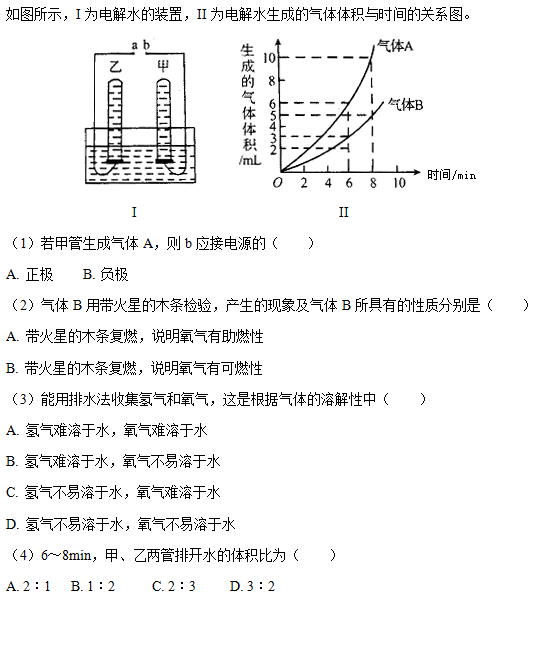 如图所示，I 为电解水的装置，II 为电解水生成的气体体积与时间的关系图。
a b
乙 甲
I
生成的气体体积/mL
10
8
6
5
4
3
2
O 2 4 6 8 10 时间/min
气体A
气体B
II
（1）若甲管生成气体 A，则 b 应接电源的（　　）
A. 正极　　B. 负极
（2）气体 B 用带火星的木条检验，产生的现象及气体 B 所具有的性质分别是（　　）
A. 带火星的木条复燃，说明氧气有助燃性
B. 带火星的木条复燃，说明氧气有可燃性
（3）能用排水法收集氢气和氧气，这是根据气体的溶解性中（　　）
A. 氢气难溶于水，氧气难溶于水
B. 氢气难溶于水，氧气不易溶于水
C. 氢气不易溶于水，氧气难溶于水
D. 氢气不易溶于水，氧气不易溶于水
（4）6～8min，甲、乙两管排开水的体积比为（　　）
A. 2∶1　B. 1∶2　　C. 2∶3　　D. 3∶2